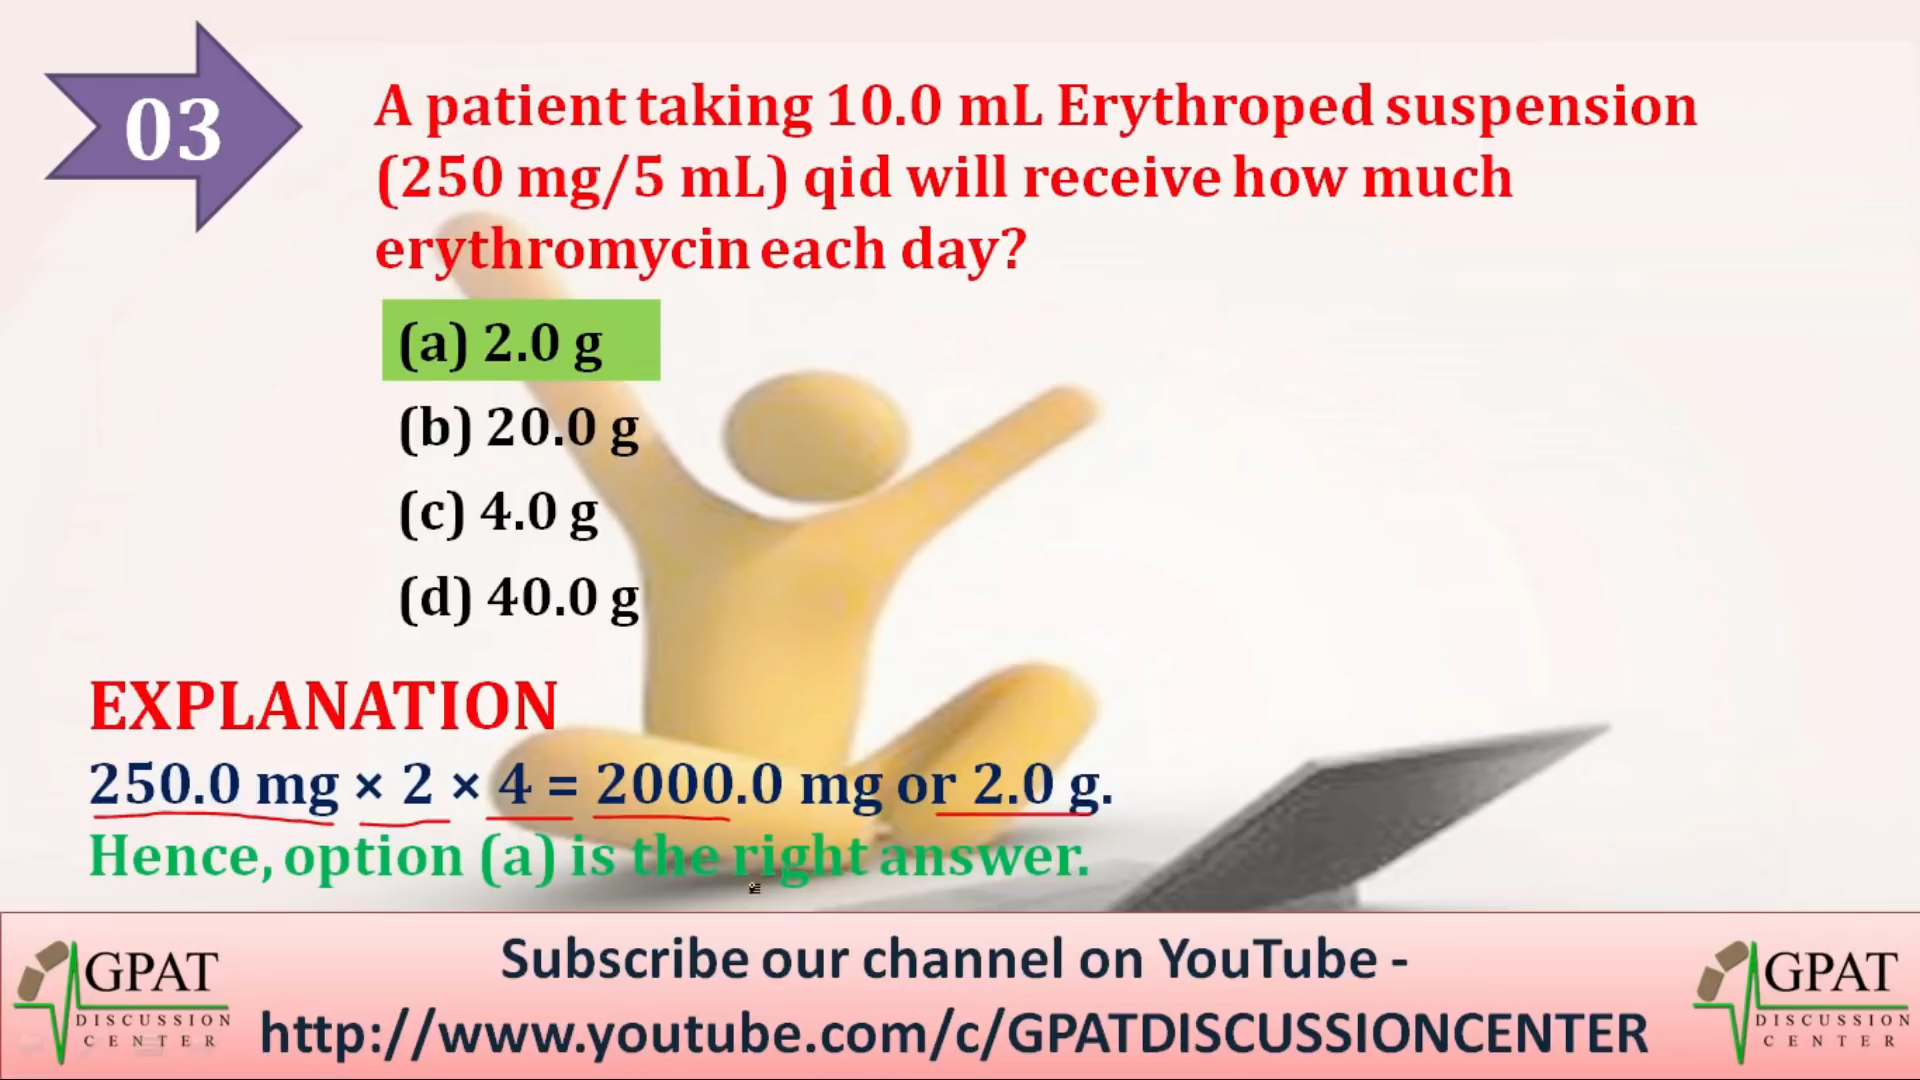 03
A patient taking 10.0 mL Erythroped suspension
(250 mg/5 mL) qid will receive how much
erythromycin each day?
(a) 2.0 g
(b) 20.0 g
(c) 4.0 g
(d) 40.0 g
EXPLANATION
250.0 mg × 2 × 4 = 2000.0 mg or 2.0 g.
Hence, option (a) is the right answer.
GPAT
DISCUSSION
CENTER
Subscribe our channel on YouTube -
http://www.youtube.com/c/GPATDISCUSSIONCENTER
GPAT
DISCUSSION
CENTER